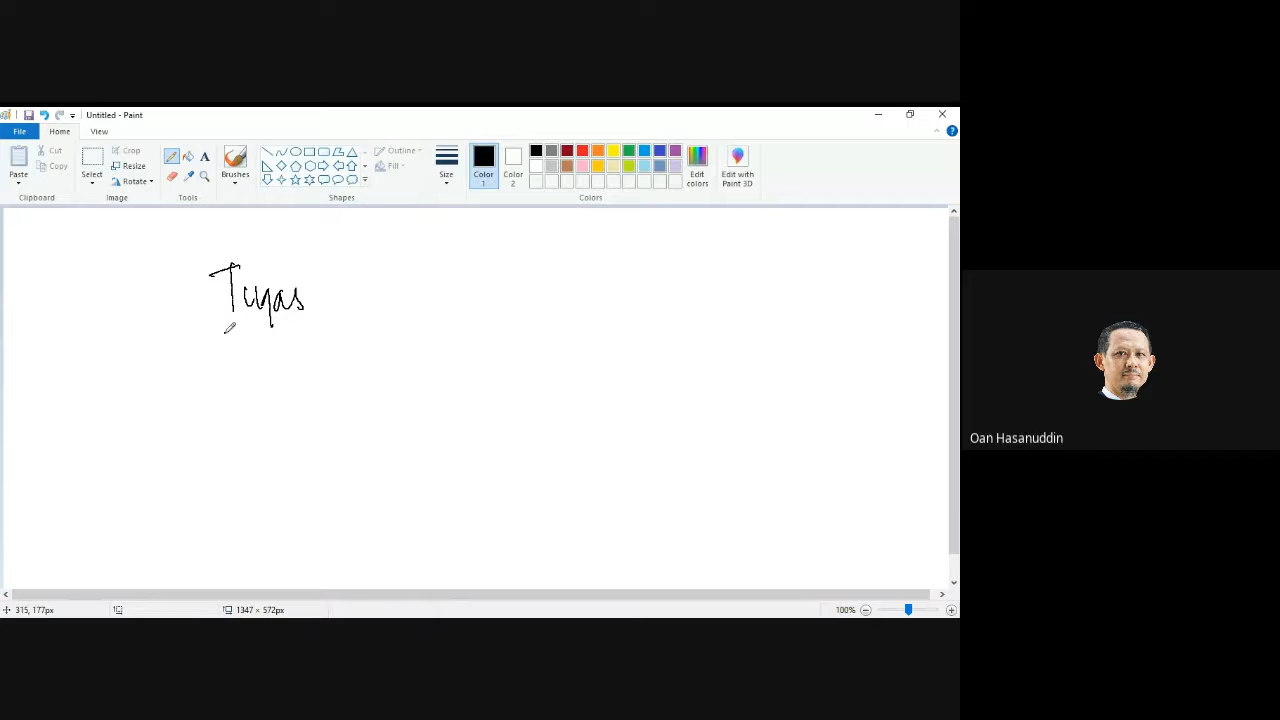 Untitled - Paint
File Home View
Paste
Cut
Copy
Clipboard
Select
Crop
Resize
Rotate
Image
Tools
Brushes
Shapes
Outline
Fill
Size
Color 1
Color 2
Edit colors
Colors
Edit with Paint 3D
Tugas
Oan Hasanuddin
315, 177px
1347 × 572px
100%